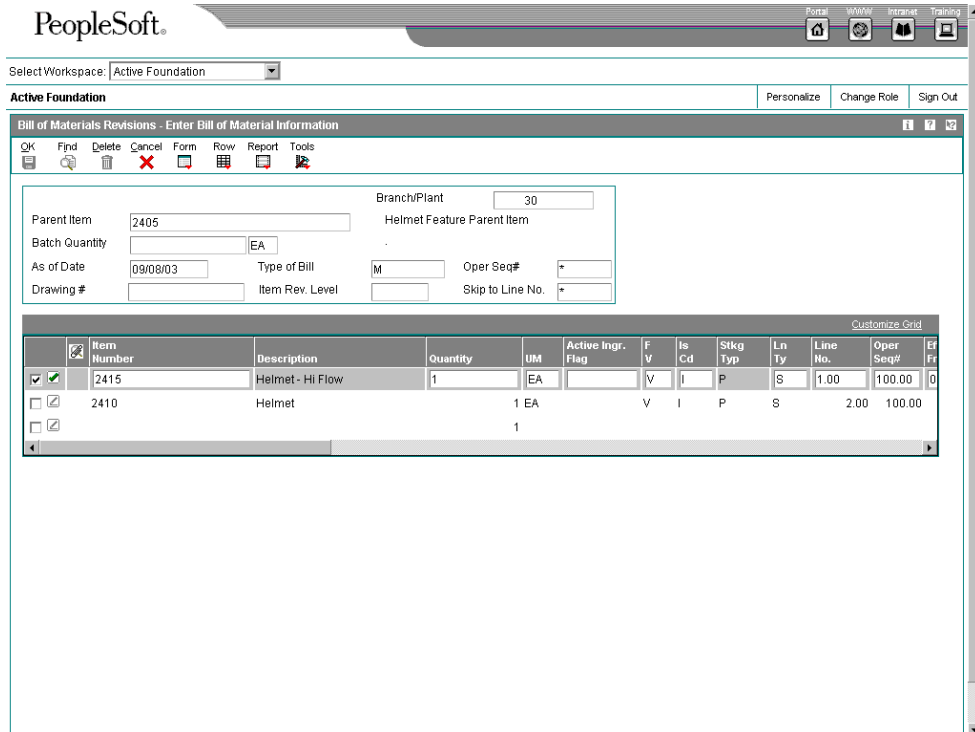 Portal WWW Intranet Training
PeopleSoft.
Select Workspace: Active Foundation
Active Foundation Personalize Change Role Sign Out
Bill of Materials Revisions - Enter Bill of Material Information
OK Find Delete Cancel Form Row Report Tools
Branch/Plant 30
Parent Item 2405 Helmet Feature Parent Item
Batch Quantity EA .
As of Date 09/08/03 Type of Bill M Oper Seq# *
Drawing # Item Rev. Level Skip to Line No. *
Customize Grid
Item Number Description Quantity UM Active Ingr. Flag F V Is Cd Stkg Typ Ln Ty Line No. Oper Seq# Ef Fr
2415 Helmet - Hi Flow 1 EA V I P S 1.00 100.00 0
2410 Helmet 1 EA V I P S 2.00 100.00
1